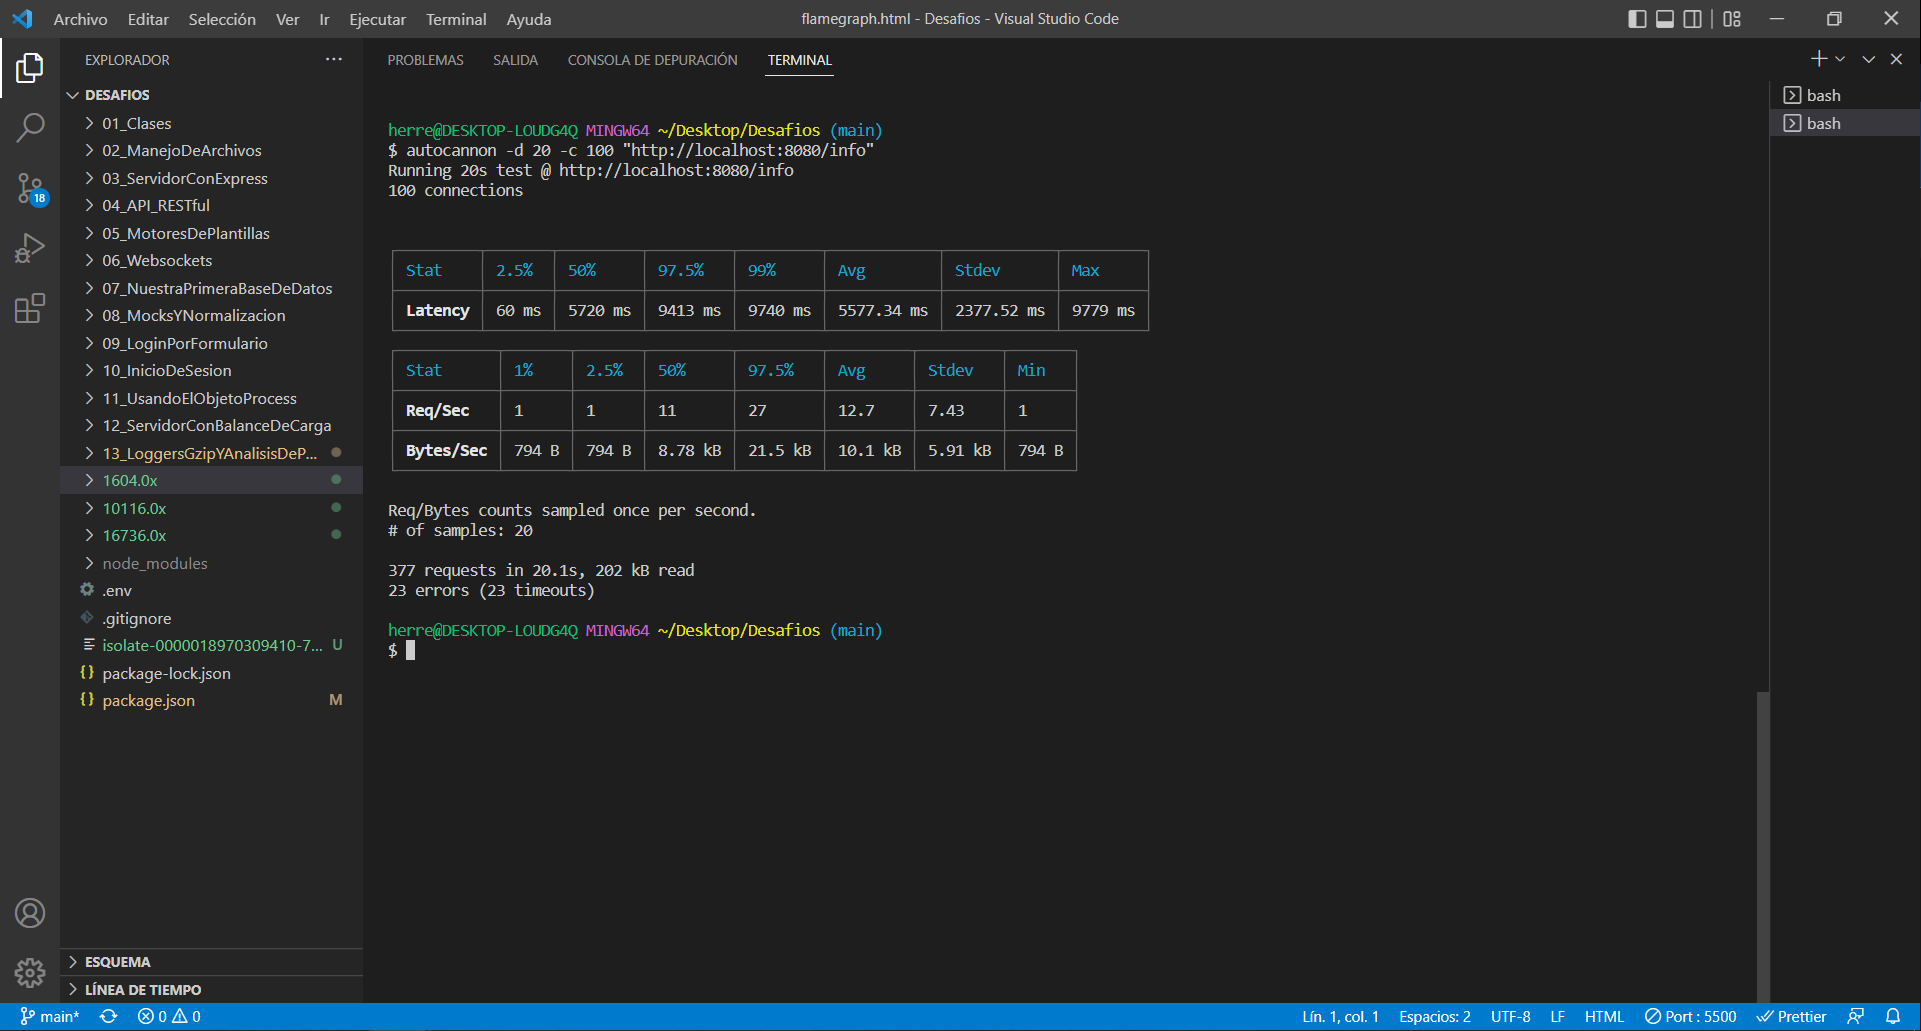 Archivo Editar Selección Ver Ir Ejecutar Terminal Ayuda
flamegraph.html - Desafios - Visual Studio Code
EXPLORADOR
DESAFIOS
01_Clases
02_ManejoDeArchivos
03_ServidorConExpress
04_API_RESTful
05_MotoresDePlantillas
06_Websockets
07_NuestraPrimeraBaseDeDatos
08_MocksYNormalizacion
09_LoginPorFormulario
10_InicioDeSesion
11_UsandoElObjetoProcess
12_ServidorConBalanceDeCarga
13_LoggersGzipYAnalisisDeP...
1604.0x
10116.0x
16736.0x
node_modules
.env
.gitignore
isolate-0000018970309410-7... U
package-lock.json
package.json M
ESQUEMA
LÍNEA DE TIEMPO
18
PROBLEMAS SALIDA CONSOLA DE DEPURACIÓN TERMINAL
herre@DESKTOP-LOUDG4Q MINGW64 ~/Desktop/Desafios (main)
$ autocannon -d 20 -c 100 "http://localhost:8080/info"
Running 20s test @ http://localhost:8080/info
100 connections
Stat 2.5% 50% 97.5% 99% Avg Stdev Max
Latency 60 ms 5720 ms 9413 ms 9740 ms 5577.34 ms 2377.52 ms 9779 ms
Stat 1% 2.5% 50% 97.5% Avg Stdev Min
Req/Sec 1 1 11 27 12.7 7.43 1
Bytes/Sec 794 B 794 B 8.78 kB 21.5 kB 10.1 kB 5.91 kB 794 B
Req/Bytes counts sampled once per second.
# of samples: 20
377 requests in 20.1s, 202 kB read
23 errors (23 timeouts)
herre@DESKTOP-LOUDG4Q MINGW64 ~/Desktop/Desafios (main)
$
bash
bash
main* 0 0
Lín. 1, col. 1 Espacios: 2 UTF-8 LF HTML Port : 5500 Prettier